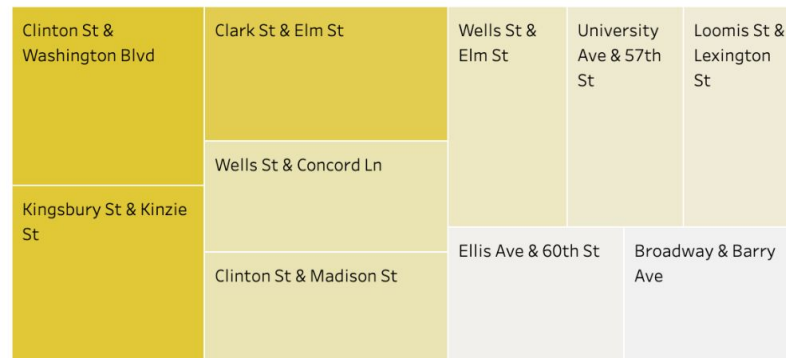 Clinton St &
Washington Blvd
Kingsbury St & Kinzie
St
Clark St & Elm St
Wells St & Concord Ln
Clinton St & Madison St
Wells St &
Elm St
University
Ave & 57th
St
Loomis St &
Lexington
St
Ellis Ave & 60th St
Broadway & Barry
Ave